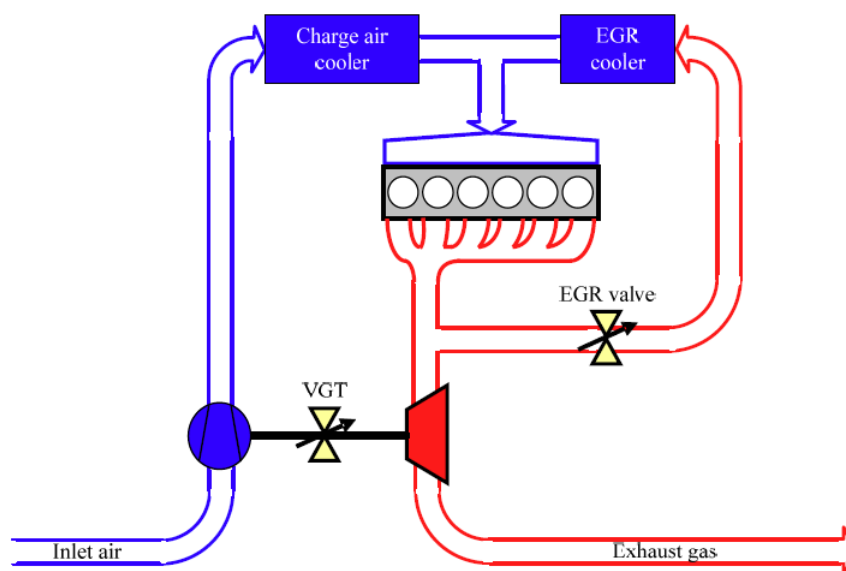 Charge air
cooler
EGR
cooler
EGR valve
VGT
Inlet air
Exhaust gas